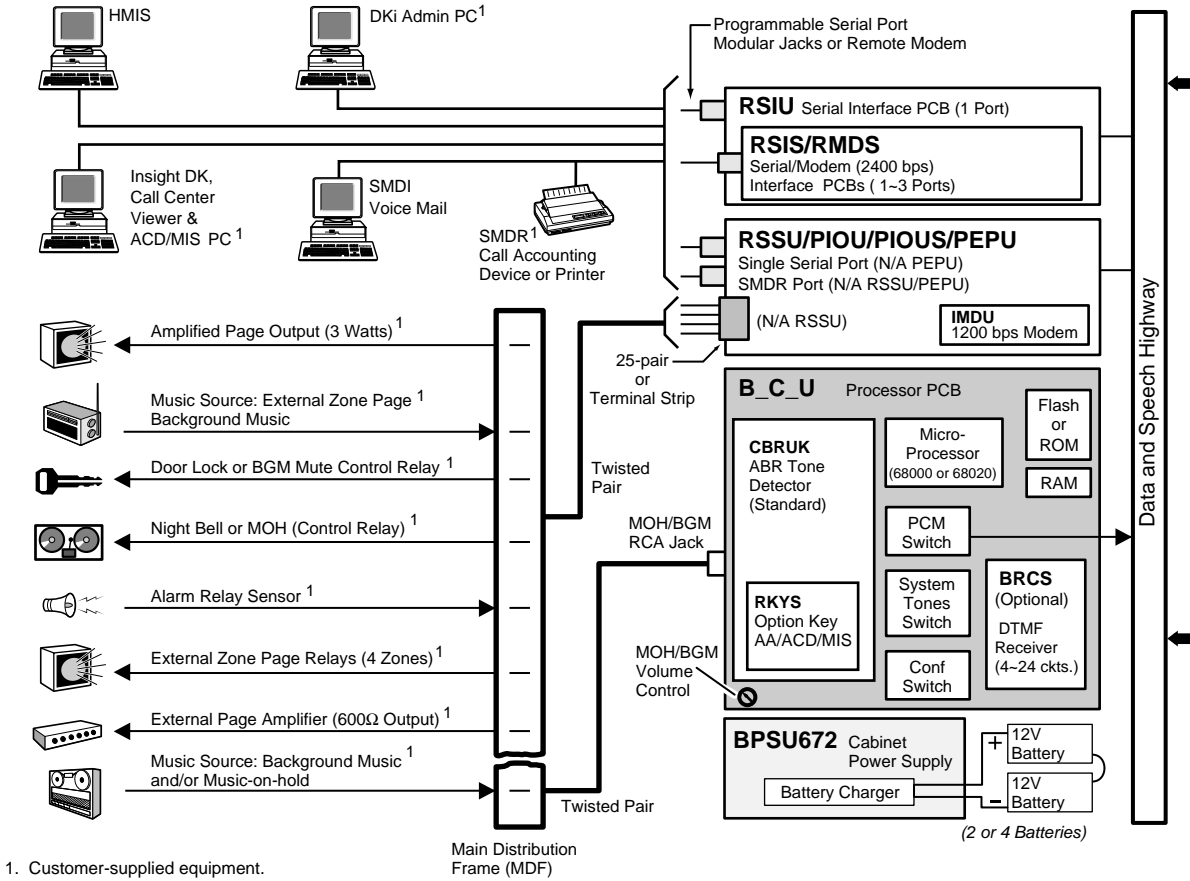 HMIS
DKi Admin PC1
Programmable Serial Port
Modular Jacks or Remote Modem
RSIU Serial Interface PCB (1 Port)
RSIS/RMDS
Serial/Modem (2400 bps)
Interface PCBs ( 1~3 Ports)
Insight DK,
Call Center
Viewer &
ACD/MIS PC 1
SMDI
Voice Mail
SMDR1
Call Accounting
Device or Printer
RSSU/PIOU/PIOUS/PEPU
Single Serial Port (N/A PEPU)
SMDR Port (N/A RSSU/PEPU)
(N/A RSSU)
IMDU
1200 bps Modem
25-pair
or
Terminal Strip
Data and Speech Highway
Amplified Page Output (3 Watts) 1
Music Source: External Zone Page 1
Background Music
Door Lock or BGM Mute Control Relay 1
Night Bell or MOH (Control Relay) 1
Alarm Relay Sensor 1
External Zone Page Relays (4 Zones) 1
External Page Amplifier (600Ω Output) 1
Music Source: Background Music 1
and/or Music-on-hold
Twisted
Pair
MOH/BGM
RCA Jack
MOH/BGM
Volume
Control
Twisted Pair
Main Distribution
Frame (MDF)
B_C_U Processor PCB
CBRUK
ABR Tone
Detector
(Standard)
RKYS
Option Key
AA/ACD/MIS
Micro-
Processor
(68000 or 68020)
Flash
or
ROM
RAM
PCM
Switch
System
Tones
Switch
Conf
Switch
BRCS
(Optional)
DTMF
Receiver
(4~24 ckts.)
BPSU672 Cabinet
Power Supply
Battery Charger
+
12V
Battery
–
12V
Battery
(2 or 4 Batteries)
1. Customer-supplied equipment.